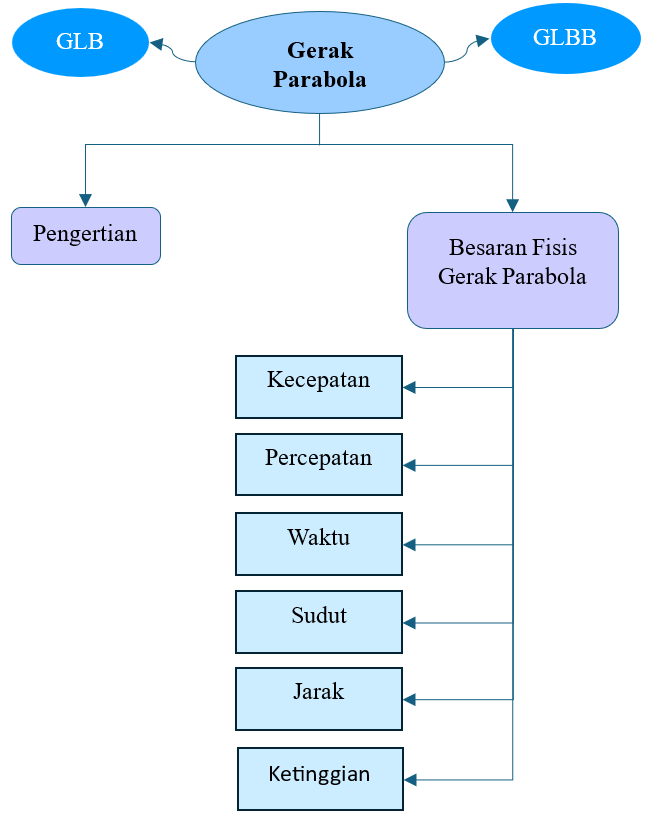 GLB
Gerak
Parabola
GLBB
Pengertian
Besaran Fisis
Gerak Parabola
Kecepatan
Percepatan
Waktu
Sudut
Jarak
Ketinggian